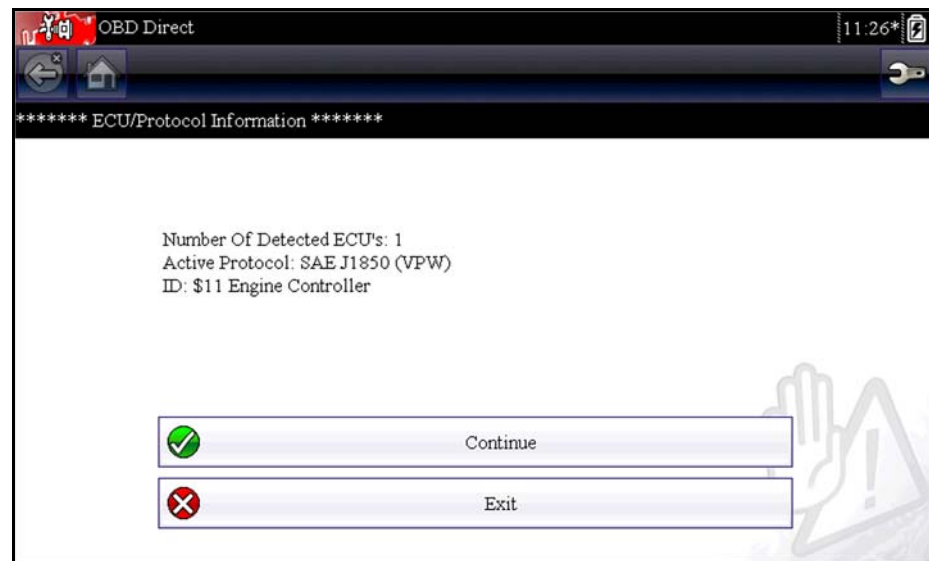 OBD Direct
11:26*
******* ECU/Protocol Information *******
Number Of Detected ECU's: 1
Active Protocol: SAE J1850 (VPW)
ID: $11 Engine Controller
Continue
Exit